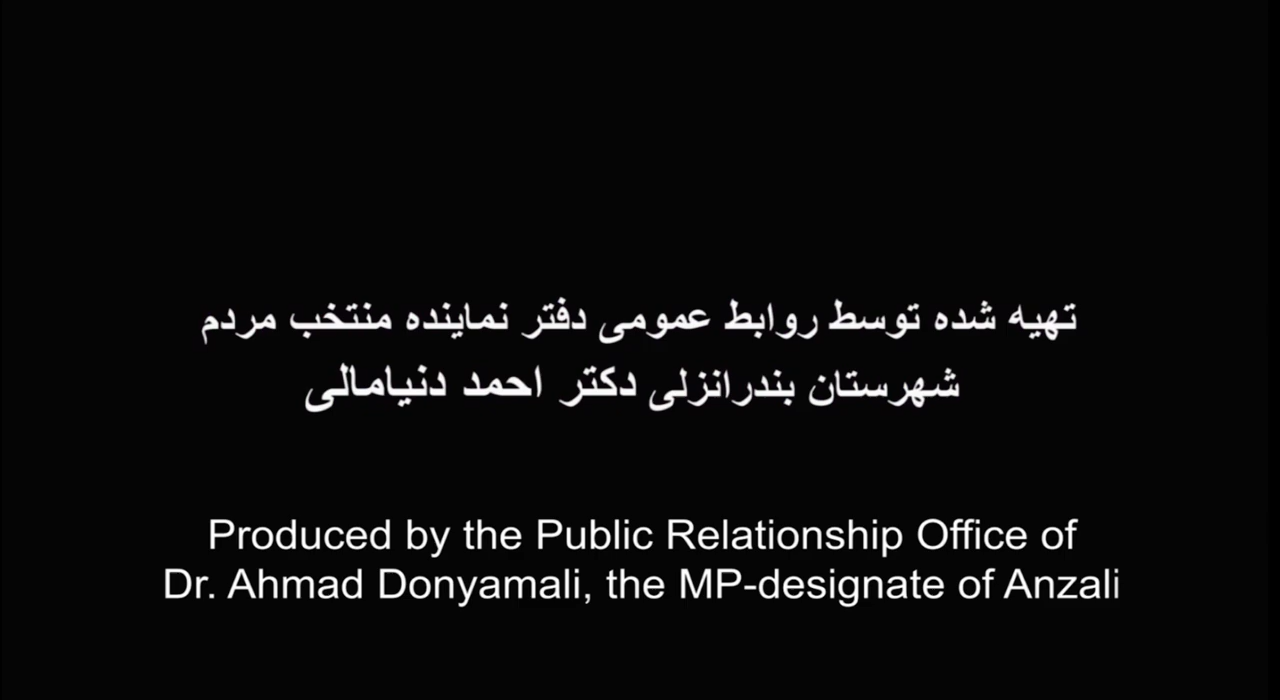 تهیه شده توسط روابط عمومی دفتر نماینده منتخب مردم
شهرستان بندرانزلی دکتر احمد دنیامالی
Produced by the Public Relationship Office of
Dr. Ahmad Donyamali, the MP-designate of Anzali